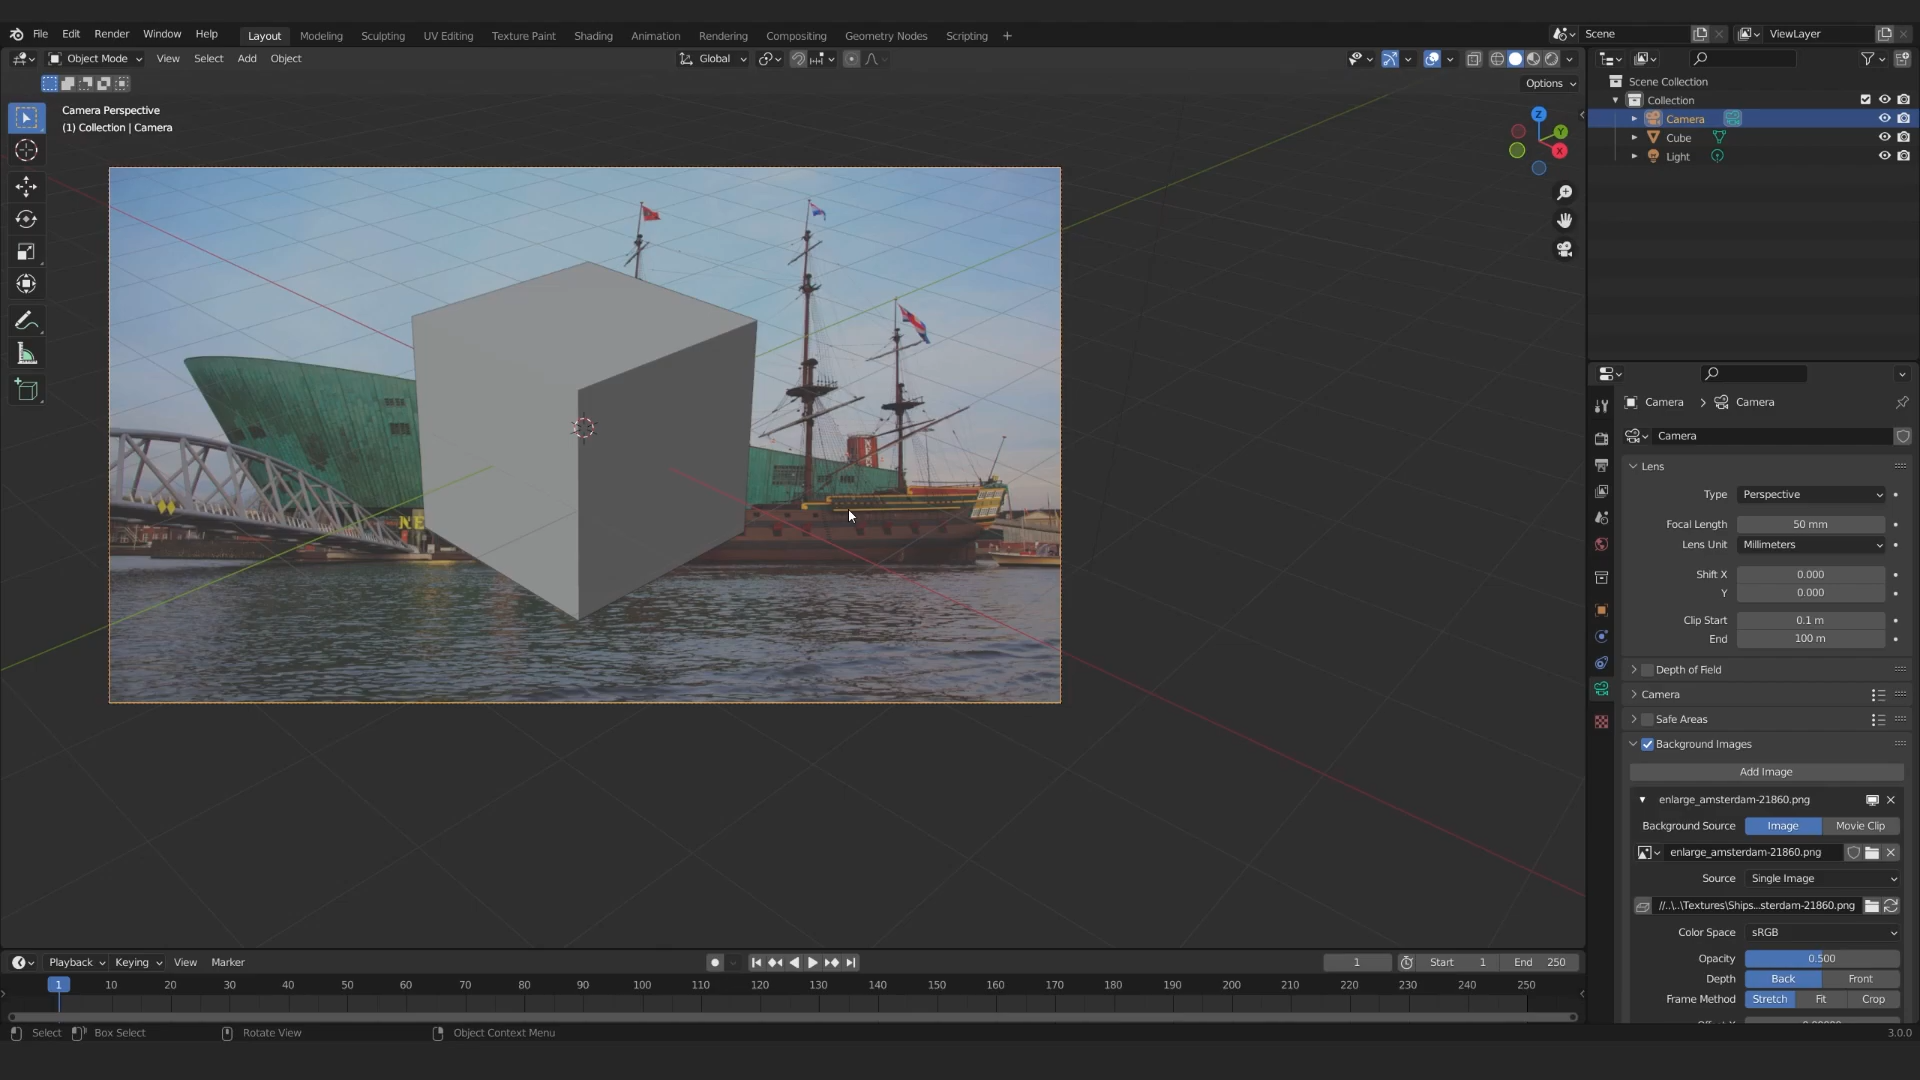 File Edit Render Window Help Layout Modeling Sculpting UV Editing Texture Paint Shading Animation Rendering Compositing Geometry Nodes Scripting + Scene ViewLayer
Object Mode View Select Add Object Global
Options
Camera Perspective
(1) Collection | Camera
Z
Y
X
NE
Scene Collection
Collection
Camera
Cube
Light
Camera > Camera
Camera
Lens
Type Perspective
Focal Length 50 mm
Lens Unit Millimeters
Shift X 0.000
Y 0.000
Clip Start 0.1 m
End 100 m
Depth of Field
Camera
Safe Areas
Background Images
Add Image
enlarge_amsterdam-21860.png
Background Source Image Movie Clip
enlarge_amsterdam-21860.png
Source Single Image
//..\..\Textures\Ships...sterdam-21860.png
Color Space sRGB
Opacity 0.500
Depth Back Front
Frame Method Stretch Fit Crop
Playback Keying View Marker 1 Start 1 End 250
1 10 20 30 40 50 60 70 80 90 100 110 120 130 140 150 160 170 180 190 200 210 220 230 240 250
Select Box Select Rotate View Object Context Menu 3.0.0